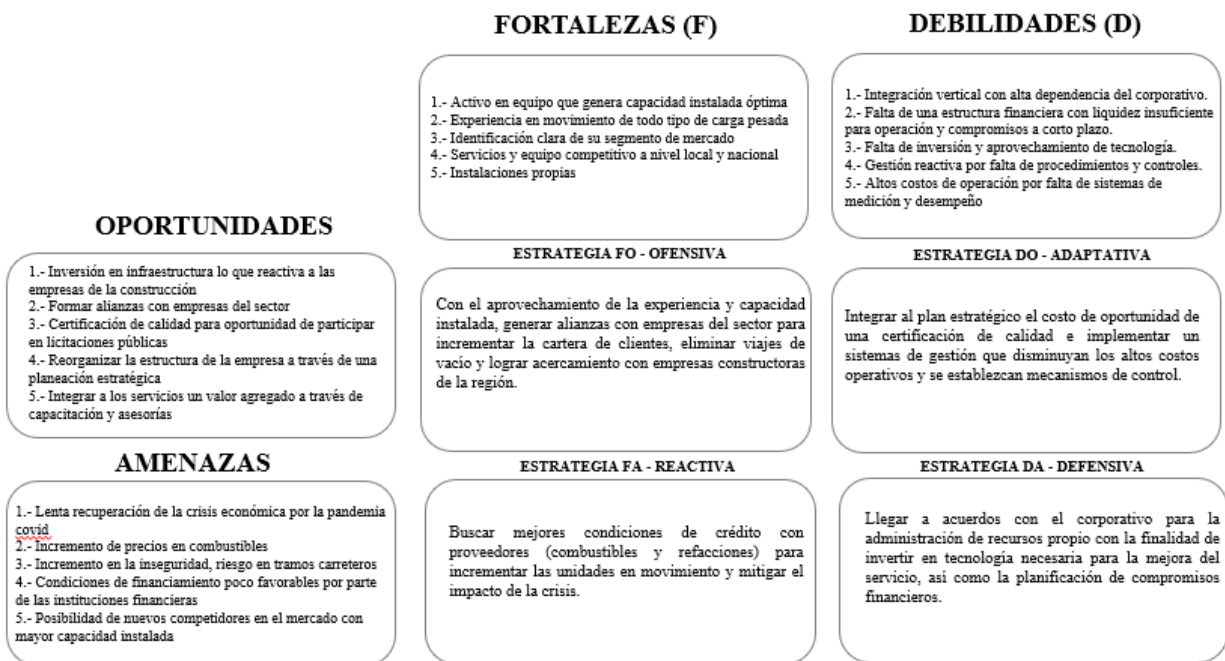 FORTALEZAS (F)
1.- Activo en equipo que genera capacidad instalada óptima
2.- Experiencia en movimiento de todo tipo de carga pesada
3.- Identificación clara de su segmento de mercado
4.- Servicios y equipo competitivo a nivel local y nacional
5.- Instalaciones propias
DEBILIDADES (D)
1.- Integración vertical con alta dependencia del corporativo.
2.- Falta de una estructura financiera con liquidez insuficiente
para operación y compromisos a corto plazo.
3.- Falta de inversión y aprovechamiento de tecnología.
4.- Gestión reactiva por falta de procedimientos y controles.
5.- Altos costos de operación por falta de sistemas de
medición y desempeño
OPORTUNIDADES
1.- Inversión en infraestructura lo que reactiva a las
empresas de la construcción
2.- Formar alianzas con empresas del sector
3.- Certificación de calidad para oportunidad de participar
en licitaciones públicas
4.- Reorganizar la estructura de la empresa a través de una
planeación estratégica
5.- Integrar a los servicios un valor agregado a través de
capacitación y asesorías
ESTRATEGIA FO - OFENSIVA
Con el aprovechamiento de la experiencia y capacidad
instalada, generar alianzas con empresas del sector para
incrementar la cartera de clientes, eliminar viajes de
vacío y lograr acercamiento con empresas constructoras
de la región.
ESTRATEGIA DO - ADAPTATIVA
Integrar al plan estratégico el costo de oportunidad de
una certificación de calidad e implementar un
sistemas de gestión que disminuyan los altos costos
operativos y se establezcan mecanismos de control.
AMENAZAS
1.- Lenta recuperación de la crisis económica por la pandemia
covid
2.- Incremento de precios en combustibles
3.- Incremento en la inseguridad, riesgo en tramos carreteros
4.- Condiciones de financiamiento poco favorables por parte
de las instituciones financieras
5.- Posibilidad de nuevos competidores en el mercado con
mayor capacidad instalada
ESTRATEGIA FA - REACTIVA
Buscar mejores condiciones de crédito con
proveedores (combustibles y refacciones) para
incrementar las unidades en movimiento y mitigar el
impacto de la crisis.
ESTRATEGIA DA - DEFENSIVA
Llegar a acuerdos con el corporativo para la
administración de recursos propio con la finalidad de
invertir en tecnología necesaria para la mejora del
servicio, así como la planificación de compromisos
financieros.